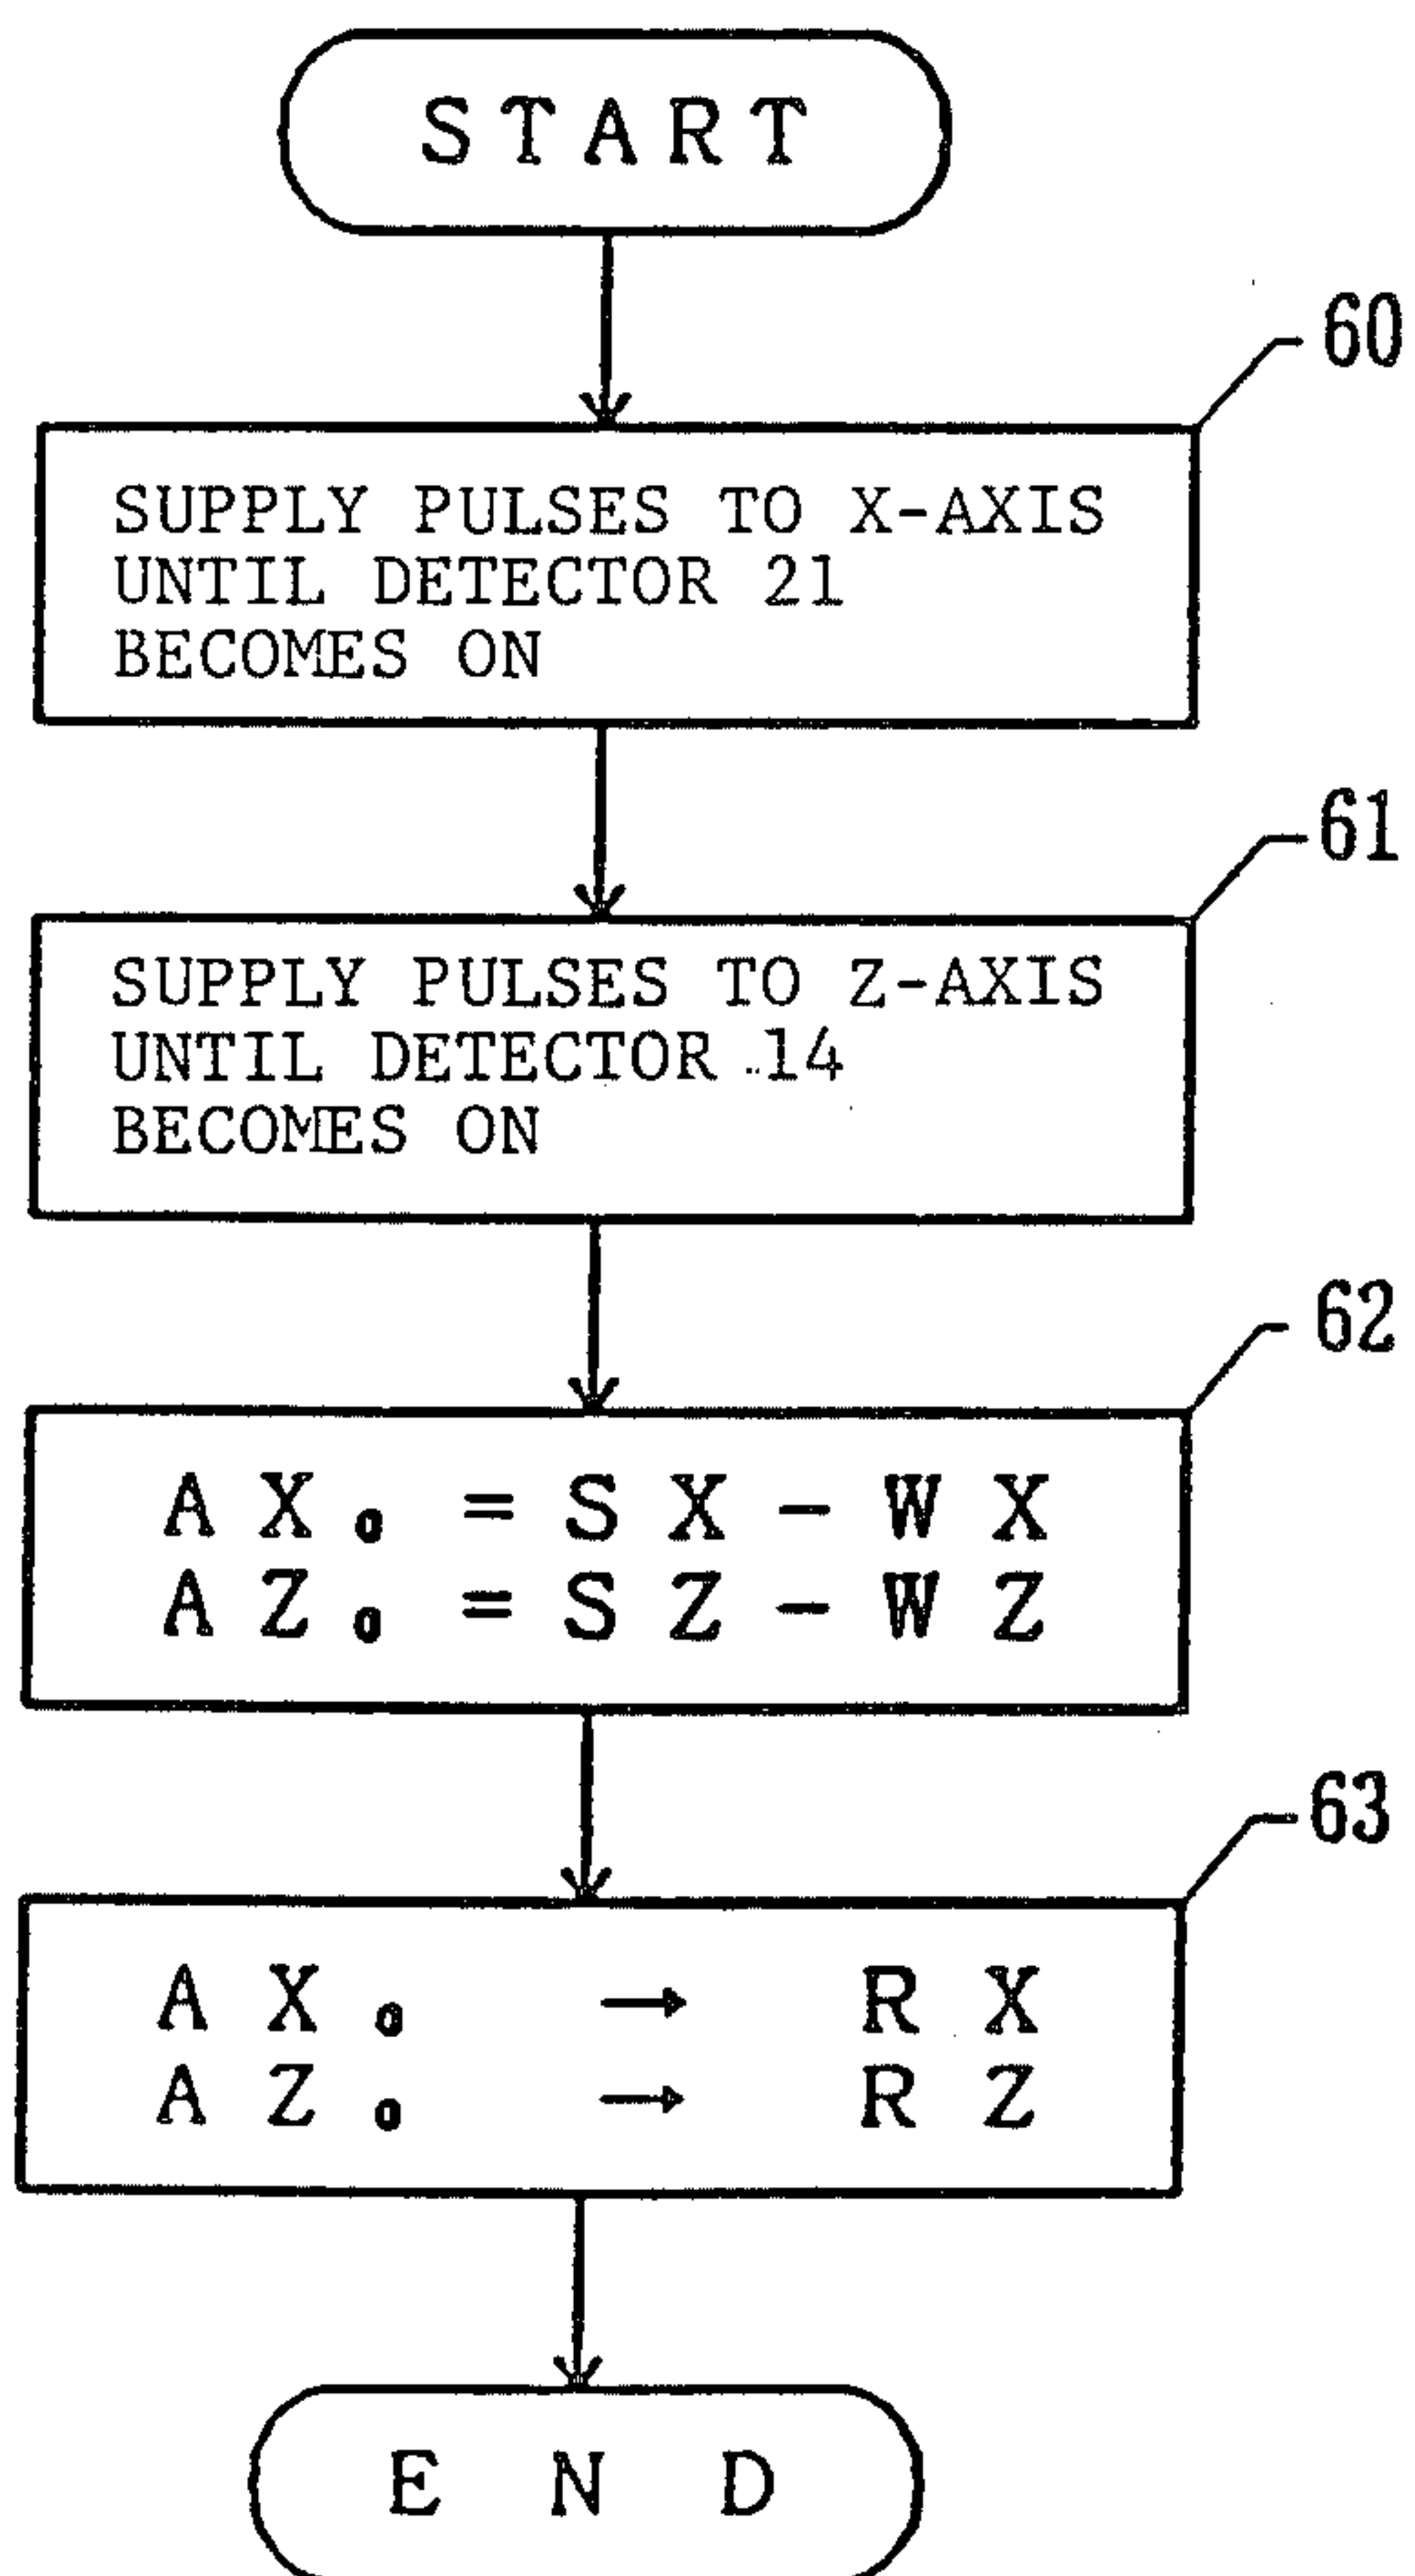 START
60
SUPPLY PULSES TO X-AXIS
UNTIL DETECTOR 21
BECOMES ON
61
SUPPLY PULSES TO Z-AXIS
UNTIL DETECTOR 14
BECOMES ON
62
AX₀ = SX - WX
AZ₀ = SZ - WZ
63
AX₀ → RX
AZ₀ → RZ
END